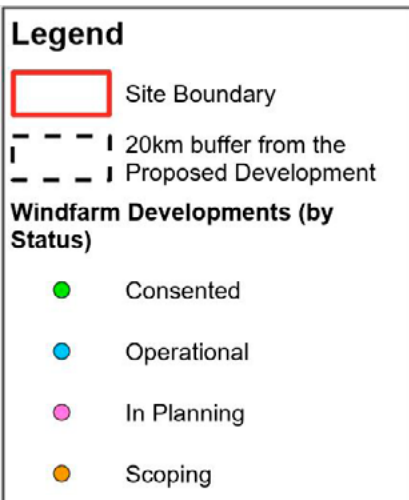 Legend
Site Boundary
20km buffer from the
Proposed Development
Windfarm Developments (by
Status)
Consented
Operational
In Planning
Scoping